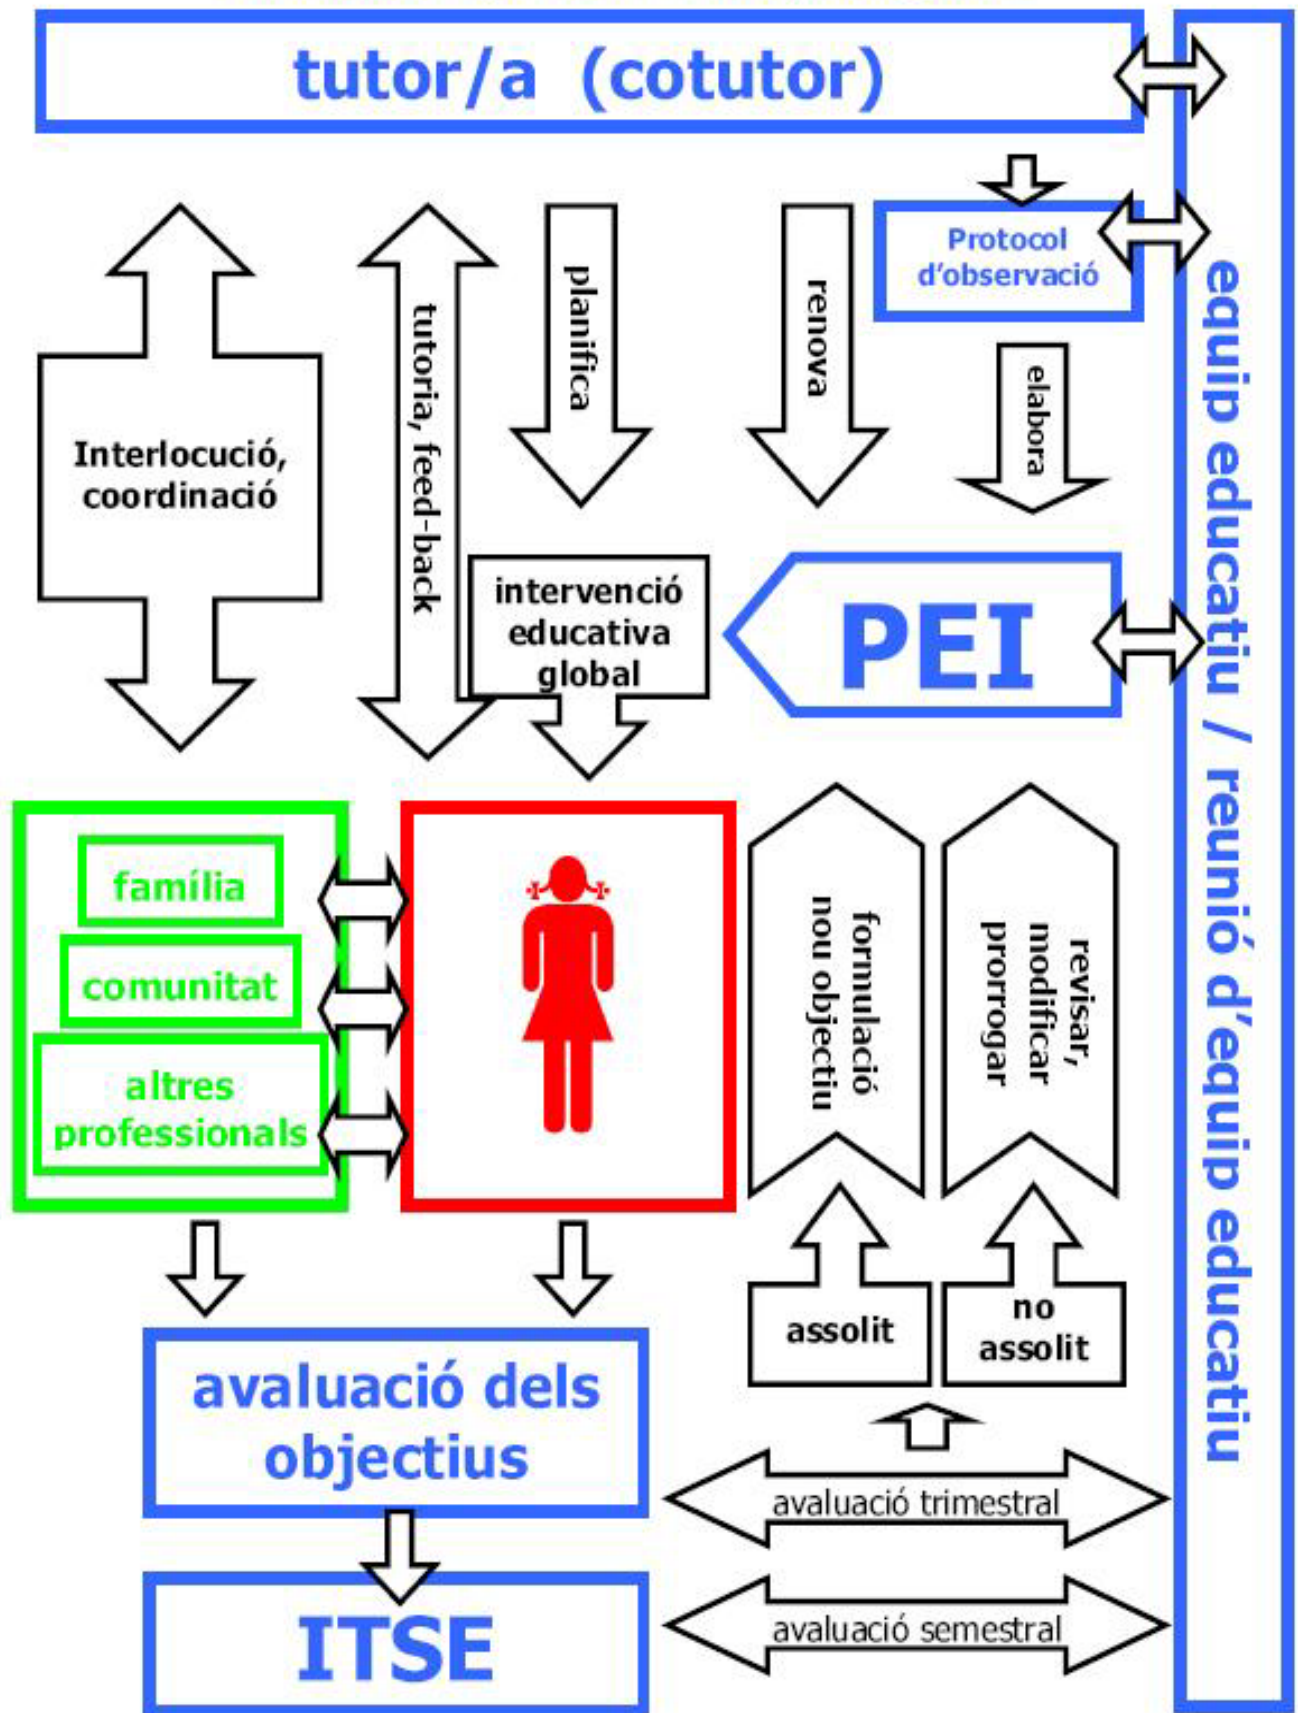 tutor/a (cotutor)
Protocol
d'observació
Interlocució,
coordinació
tutoria, feed-back
planifica
renova
elabora
intervenció
educativa
global
PEI
equip educatiu / reunió d'equip educatiu
família
comunitat
altres
professionals
formulació
nou objectiu
revisar,
modificar
prorrogar
assolit
no
assolit
avaluació dels
objectius
avaluació trimestral
ITSE
avaluació semestral